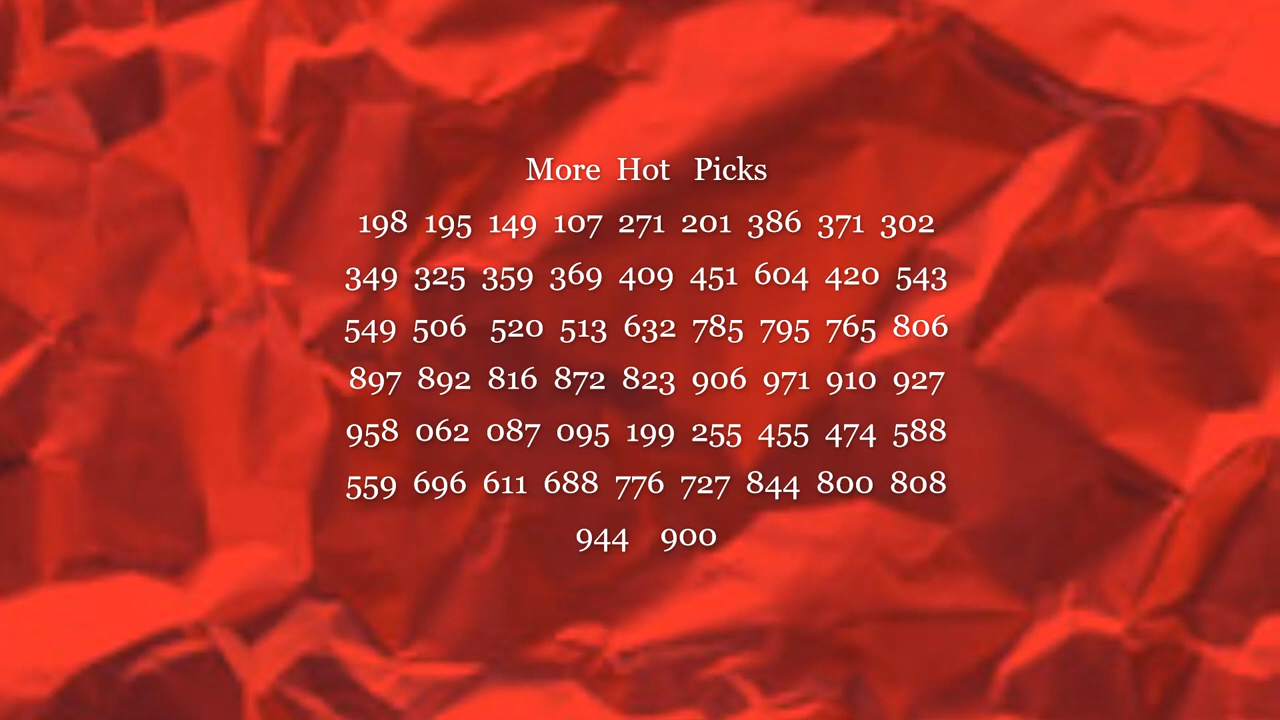 More Hot Picks
198 195 149 107 271 201 386 371 302
349 325 359 369 409 451 604 420 543
549 506 520 513 632 785 795 765 806
897 892 816 872 823 906 971 910 927
958 062 087 095 199 255 455 474 588
559 696 611 688 776 727 844 800 808
944 900